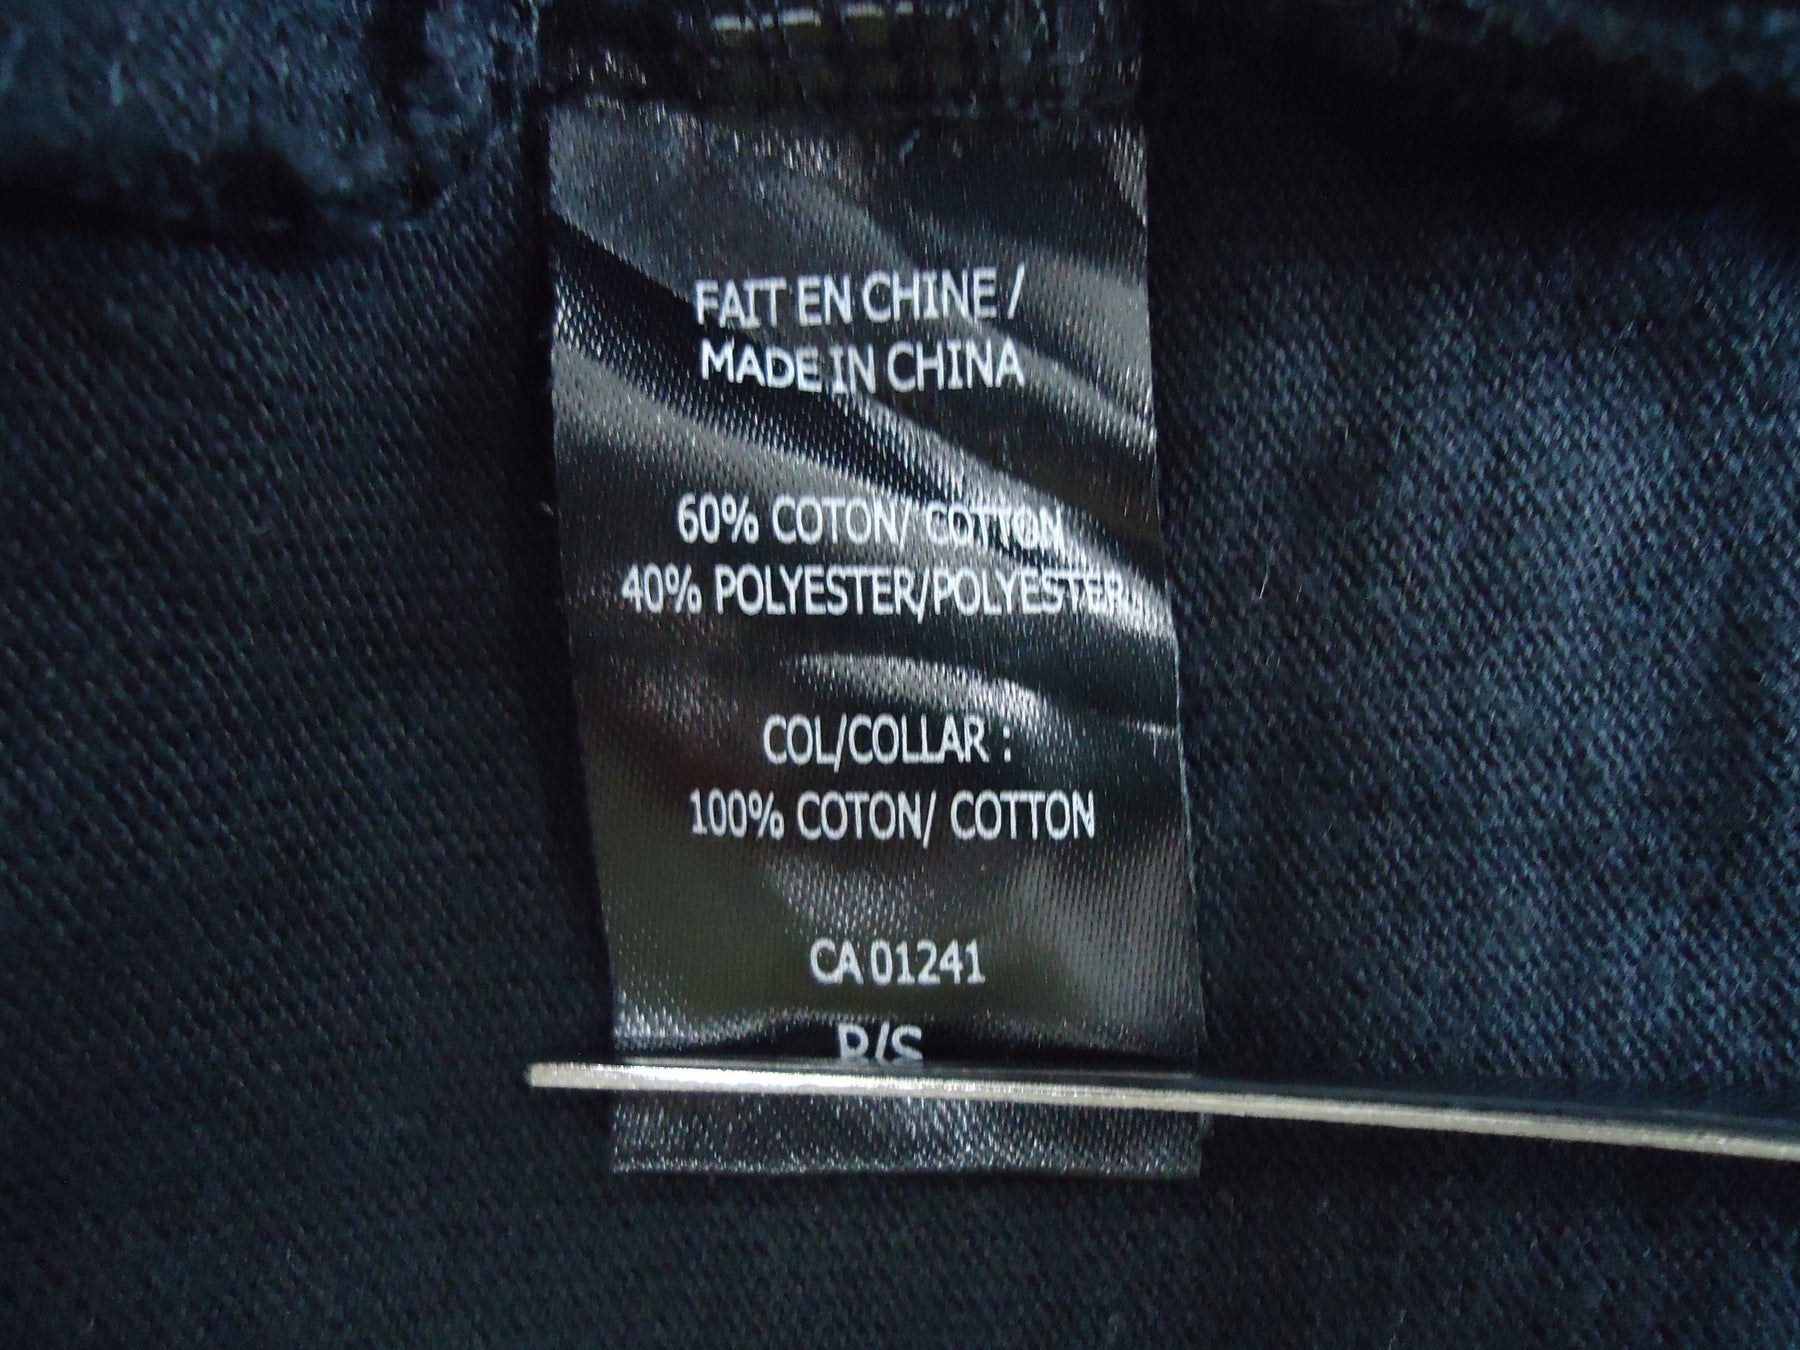 FAIT EN CHINE /
MADE IN CHINA
60% COTON/ COTTON
40% POLYESTER/POLYESTER
COL/COLLAR :
100% COTON/ COTTON
CA 01241
P/S